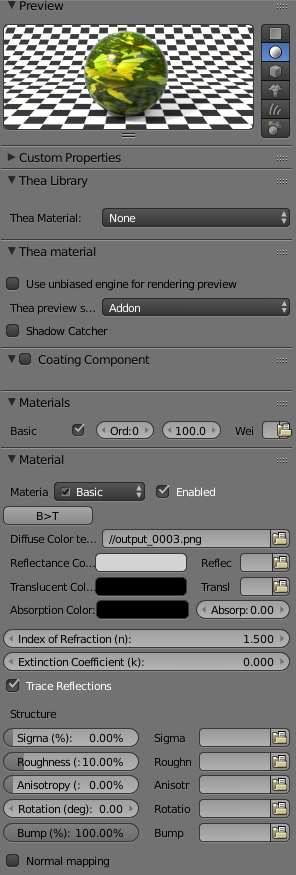 Preview
Custom Properties
Thea Library
Thea Material: None
Thea material
Use unbiased engine for rendering preview
Thea preview s... Addon
Shadow Catcher
Coating Component
Materials
Basic Ord:0 100.0 Wei
Material
Materia Basic Enabled
B>T
Diffuse Color te... //output_0003.png
Reflectance Co... Reflec
Translucent Col... Transl
Absorption Color: Absorp: 0.00
Index of Refraction (n): 1.500
Extinction Coefficient (k): 0.000
Trace Reflections
Structure
Sigma (%): 0.00% Sigma
Roughness (: 10.00% Roughn
Anisotropy (: 0.00% Anisotr
Rotation (deg): 0.00 Rotatio
Bump (%): 100.00% Bump
Normal mapping